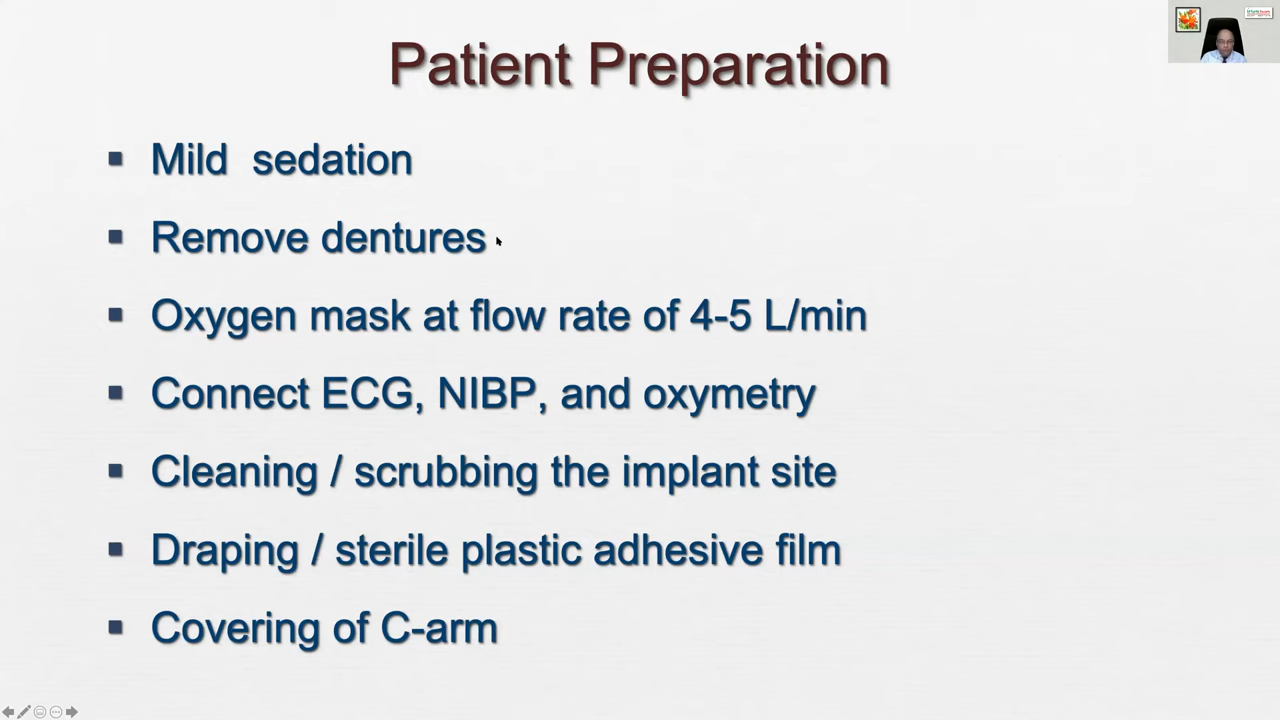 Patient Preparation
Mild sedation
Remove dentures
Oxygen mask at flow rate of 4-5 L/min
Connect ECG, NIBP, and oxymetry
Cleaning / scrubbing the implant site
Draping / sterile plastic adhesive film
Covering of C-arm